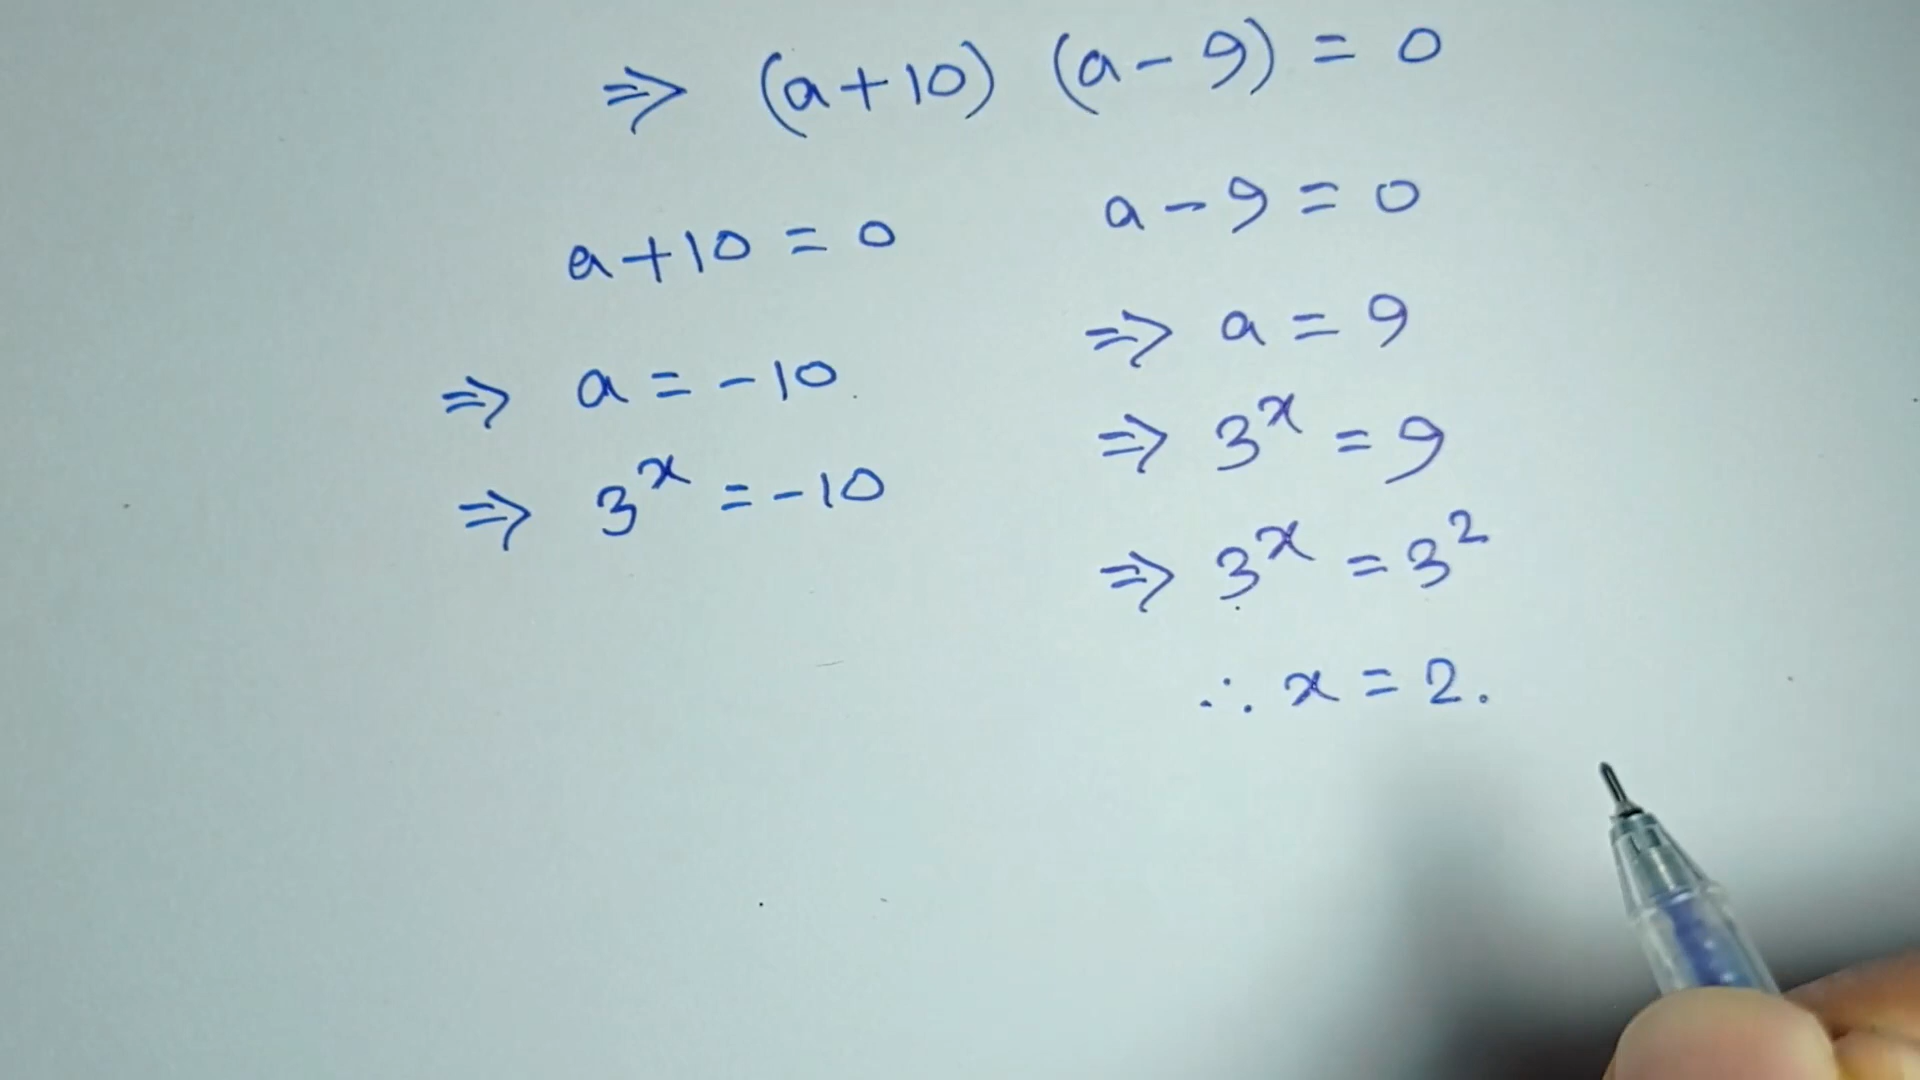 ⇒ (a+10) (a-9) = 0
a+10 = 0
⇒ a = -10
⇒ 3^x = -10
a-9 = 0
⇒ a = 9
⇒ 3^x = 9
⇒ 3^x = 3^2
∴ x = 2.